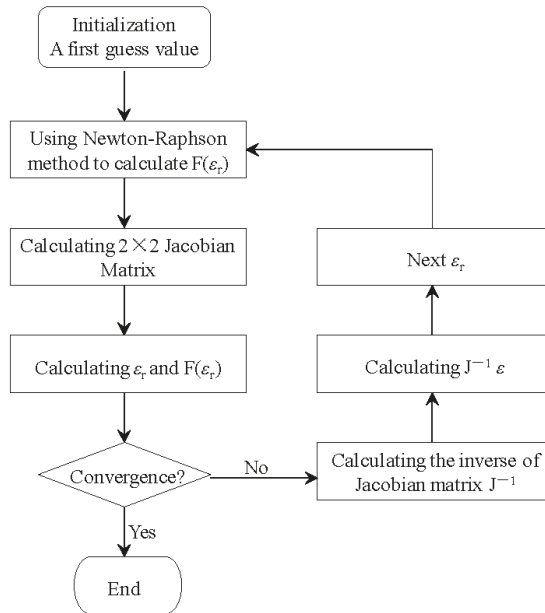 Initialization
A first guess value
Using Newton-Raphson
method to calculate F(εᵣ)
Calculating 2×2 Jacobian
Matrix
Next εᵣ
Calculating εᵣ and F(εᵣ)
Calculating J⁻¹ ε
Convergence?
No
Calculating the inverse of
Jacobian matrix J⁻¹
Yes
End